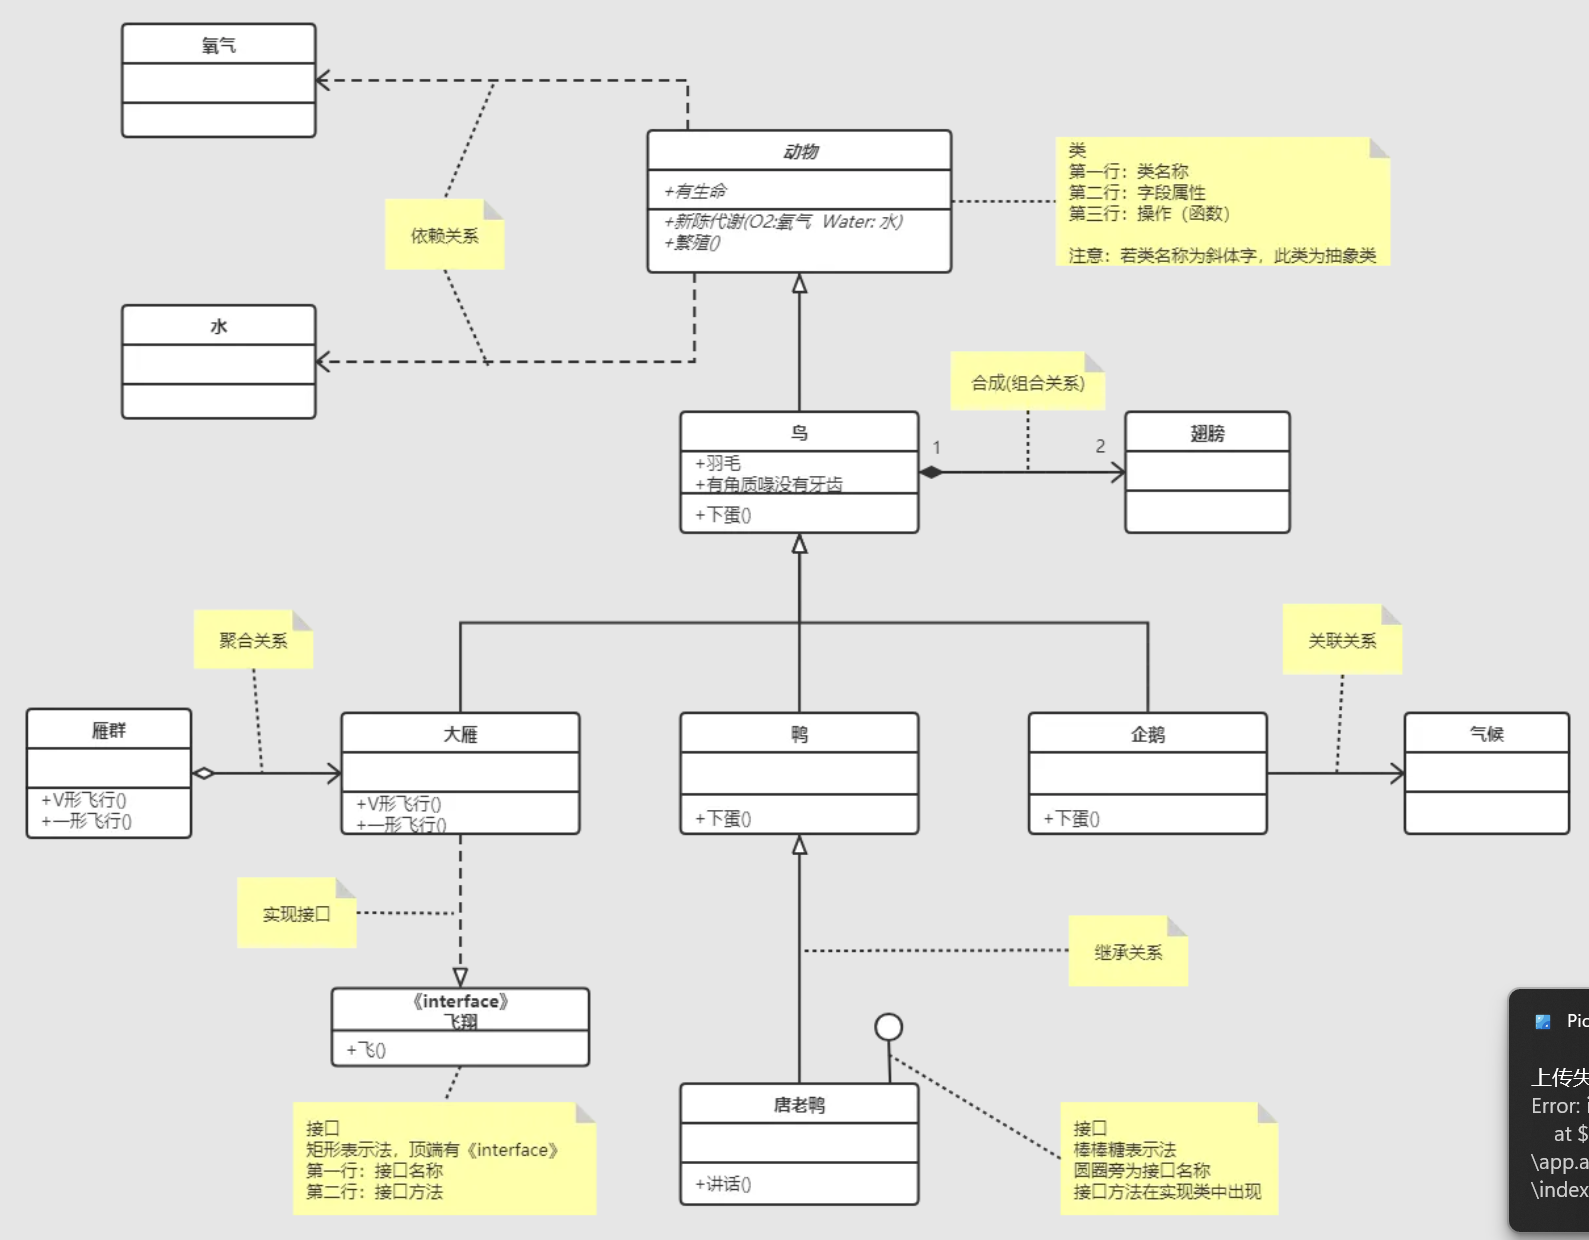 氧气
动物
+有生命
+新陈代谢(O2:氧气  Water: 水)
+繁殖()
类
第一行：类名称
第二行：字段属性
第三行：操作（函数）
注意：若类名称为斜体字，此类为抽象类
依赖关系
水
合成(组合关系)
鸟
+羽毛
+有角质喙没有牙齿
+下蛋()
1
2
翅膀
聚合关系
关联关系
雁群
+V形飞行()
+一形飞行()
大雁
+V形飞行()
+一形飞行()
鸭
+下蛋()
企鹅
+下蛋()
气候
实现接口
继承关系
《interface》
飞翔
+飞()
接口
矩形表示法，顶端有《interface》
第一行：接口名称
第二行：接口方法
唐老鸭
+讲话()
接口
棒棒糖表示法
圆圈旁为接口名称
接口方法在实现类中出现
Pic
上传失
Error: i
at $
\app.a
\index